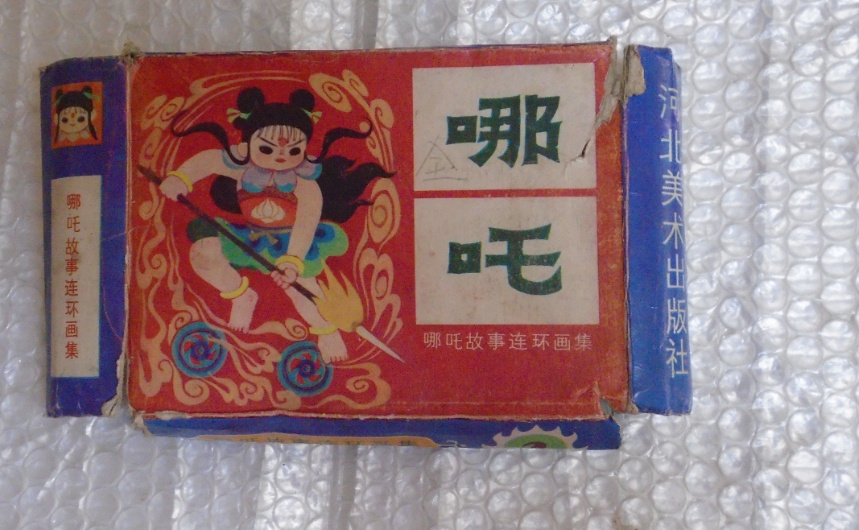 哪吒故事连环画集
哪
吒
哪吒故事连环画集
河北美术出版社
金